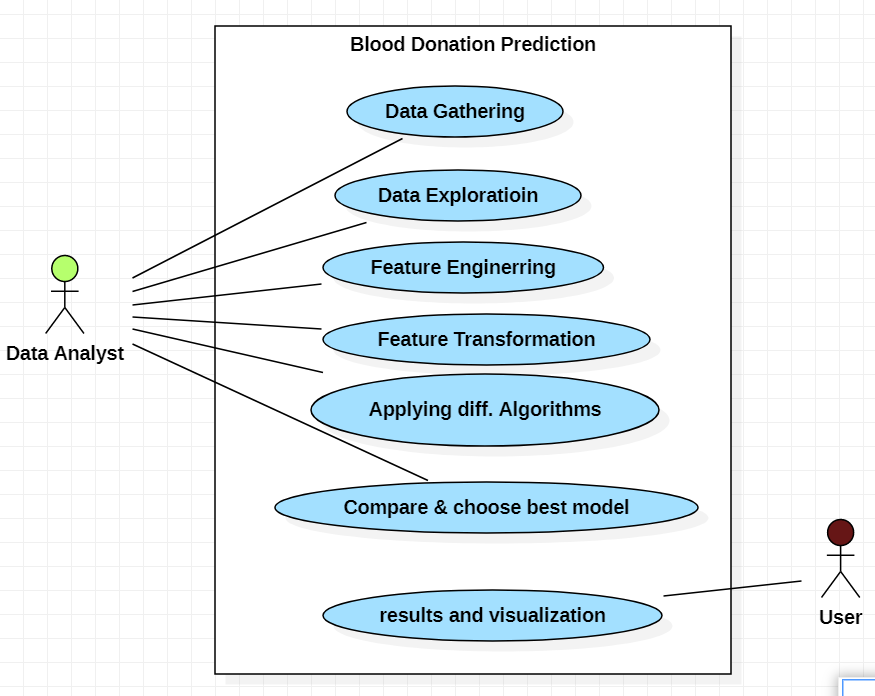 Blood Donation Prediction
Data Gathering
Data Exploratioin
Feature Enginerring
Feature Transformation
Data Analyst
Applying diff. Algorithms
Compare & choose best model
results and visualization
User